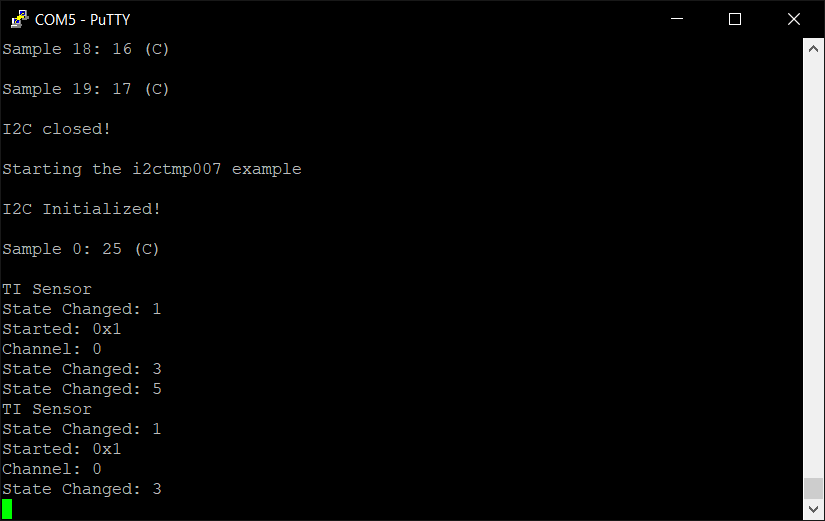 COM5 - PuTTY
Sample 18: 16 (C)
Sample 19: 17 (C)
I2C closed!
Starting the i2ctmp007 example
I2C Initialized!
Sample 0: 25 (C)
TI Sensor
State Changed: 1
Started: 0x1
Channel: 0
State Changed: 3
State Changed: 5
TI Sensor
State Changed: 1
Started: 0x1
Channel: 0
State Changed: 3